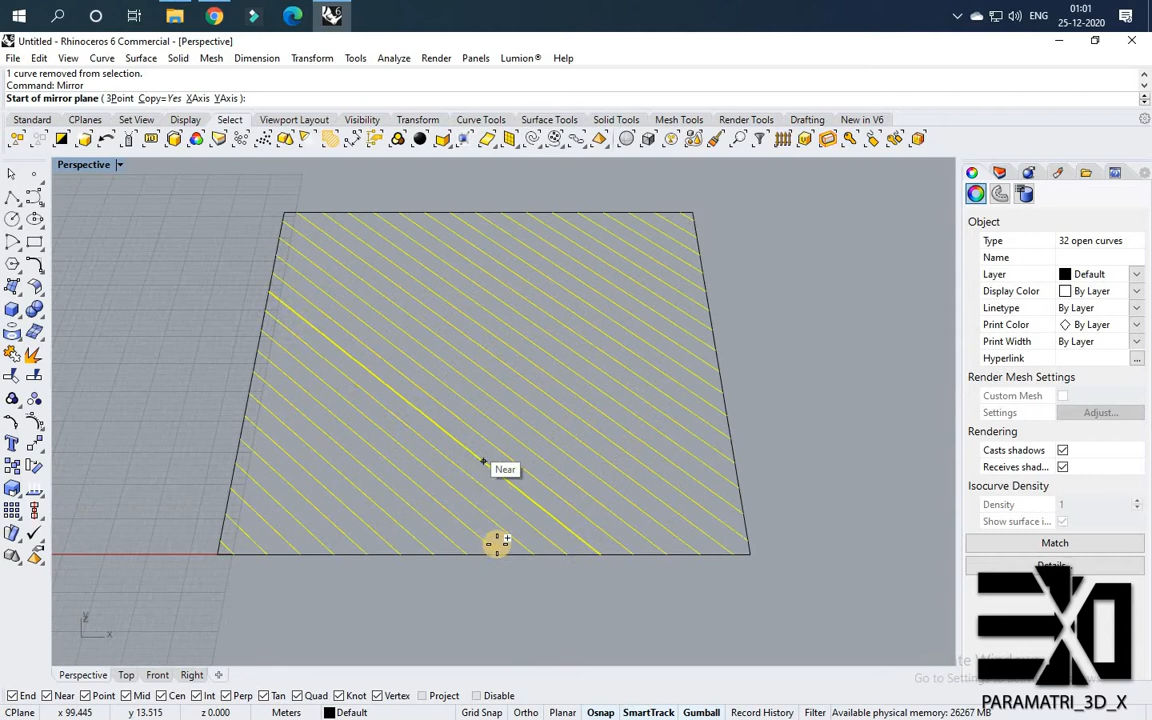 6
ENG
01:01
25-12-2020
Untitled - Rhinoceros 6 Commercial - [Perspective]
File Edit View Curve Surface Solid Mesh Dimension Transform Tools Analyze Render Panels Lumion® Help
1 curve removed from selection.
Command: Mirror
Start of mirror plane ( 3Point Copy=Yes XAxis YAxis ):
Standard CPlanes Set View Display Select Viewport Layout Visibility Transform Curve Tools Surface Tools Solid Tools Mesh Tools Render Tools Drafting New in V6
Perspective
Object
Type 32 open curves
Name
Layer Default
Display Color By Layer
Linetype By Layer
Print Color By Layer
Print Width By Layer
Hyperlink ...
Render Mesh Settings
Custom Mesh
Settings Adjust...
Rendering
Casts shadows
Receives shad...
Isocurve Density
Density 1
Show surface i...
Match
Details...
Near
y
x
Go to Setting
EXO
PARAMATRI_3D_X
Perspective Top Front Right
End Near Point Mid Cen Int Perp Tan Quad Knot Vertex Project Disable
CPlane x 99.445 y 13.515 z 0.000 Meters Default Grid Snap Ortho Planar Osnap SmartTrack Gumball Record History Filter Available physical memory: 26267 MB